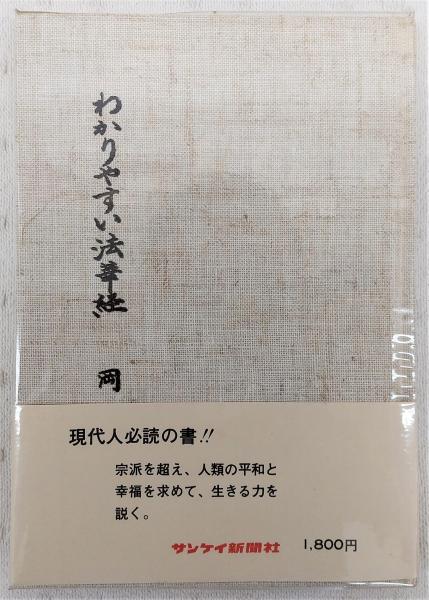 わかりやすい法華経
岡
現代人必読の書!!
宗派を超え、人類の平和と
幸福を求めて、生きる力を
説く。
サンケイ新聞社 1,800円